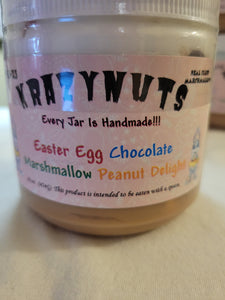 KRAZYNUTS
Every Jar Is Handmade!!!
Easter Egg Chocolate
Marshmallow Peanut Delight
This product is intended to be eaten with a spoon.